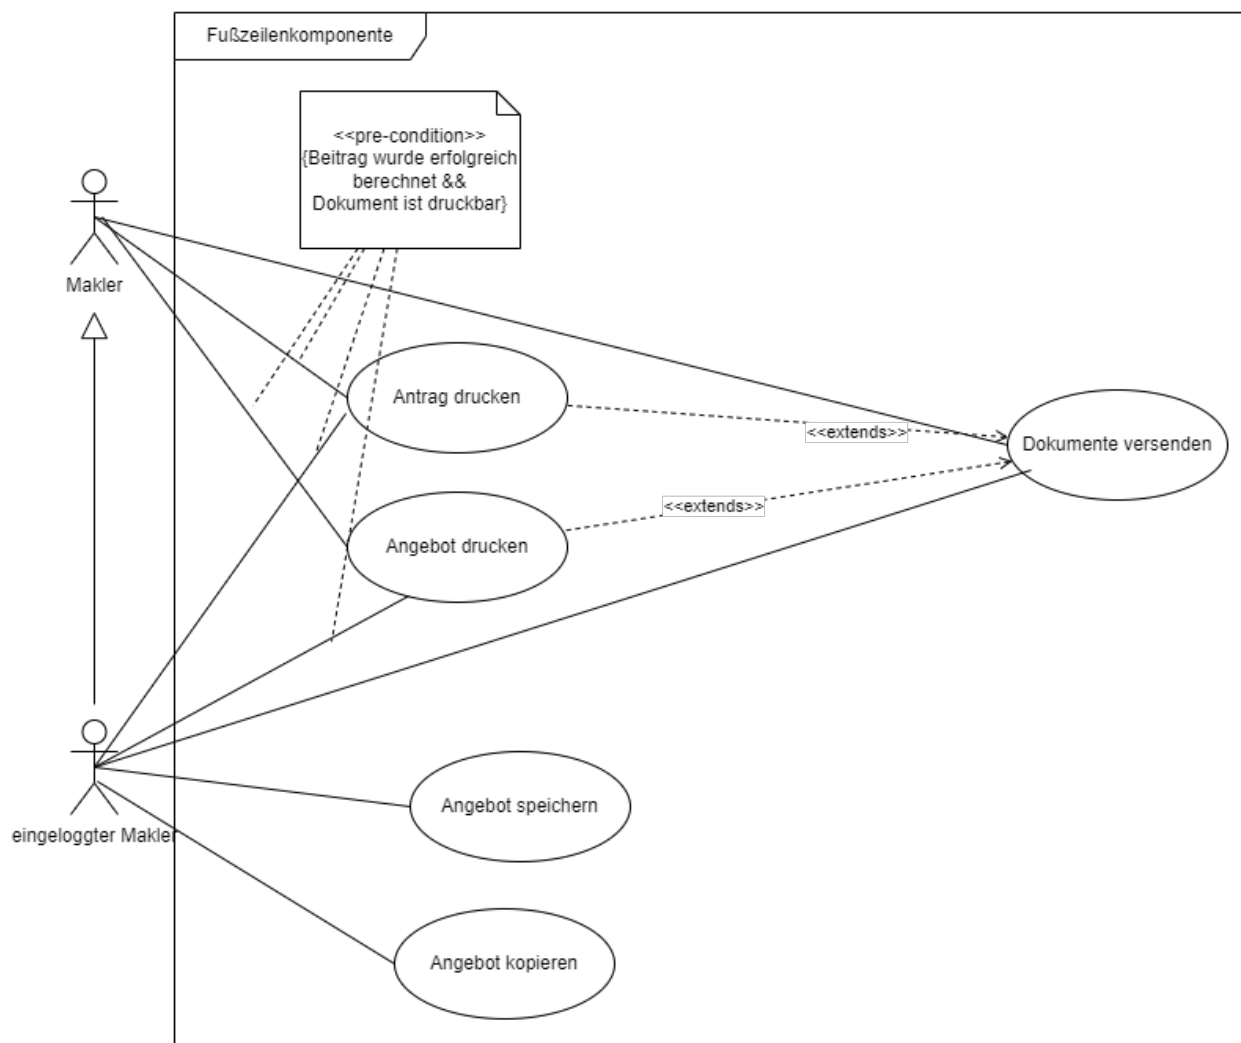 Fußzeilenkomponente
<<pre-condition>>
{Beitrag wurde erfolgreich
berechnet &&
Dokument ist druckbar}
Makler
Antrag drucken
<<extends>>
Dokumente versenden
<<extends>>
Angebot drucken
Angebot speichern
eingeloggter Makler
Angebot kopieren